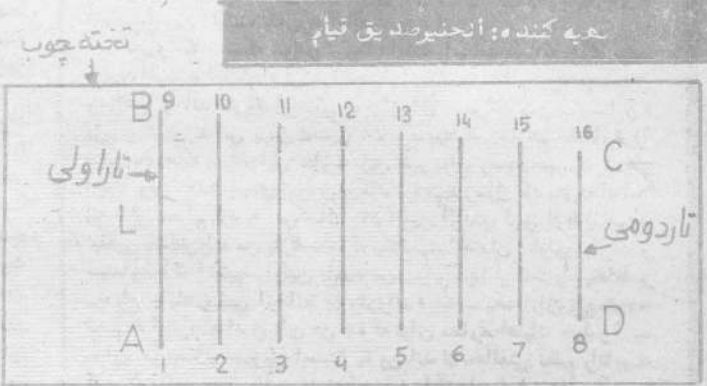 تهیه کننده: انجنیر صدیق قیام
تخته چوب
B 9 10 11 12 13 14 15 16 C
تار اولی
L
تار دومی
A 1 2 3 4 5 6 7 8 D